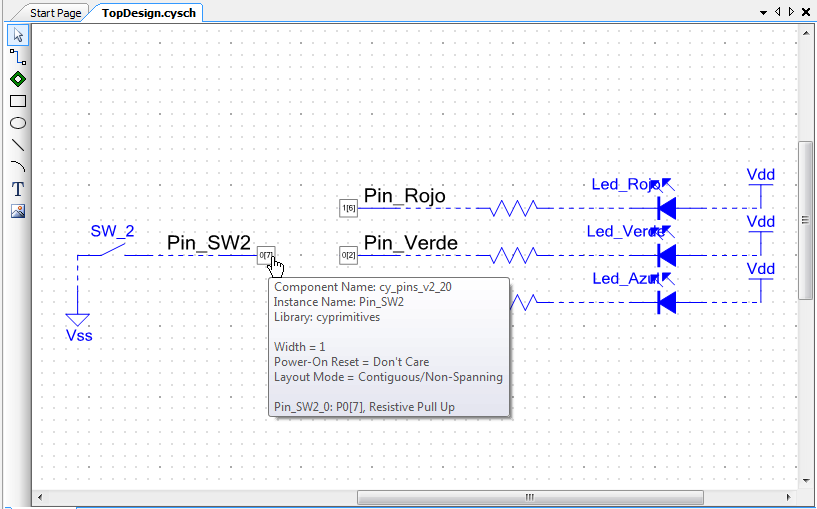 Start Page
TopDesign.cysch
T
Vdd
Led_Rojo
Pin_Rojo
1[6]
Vdd
SW_2
Led_Verde
Pin_SW2
Pin_Verde
0[7]
0[2]
Vdd
Led_Azul
Component Name: cy_pins_v2_20
Instance Name: Pin_SW2
Library: cyprimitives
Vss
Width = 1
Power-On Reset = Don't Care
Layout Mode = Contiguous/Non-Spanning
Pin_SW2_0: P0[7], Resistive Pull Up